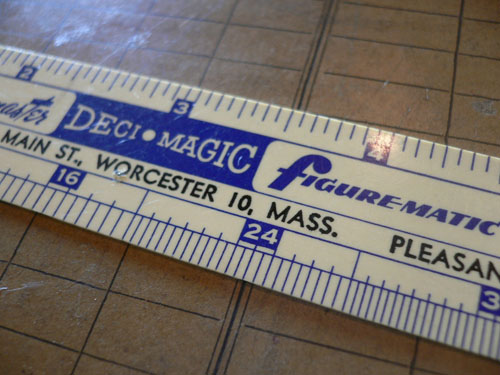 2 3 4
DECI • MAGIC FIGURE-MATIC
MAIN ST., WORCESTER 10, MASS. PLEASAN
16 24 3